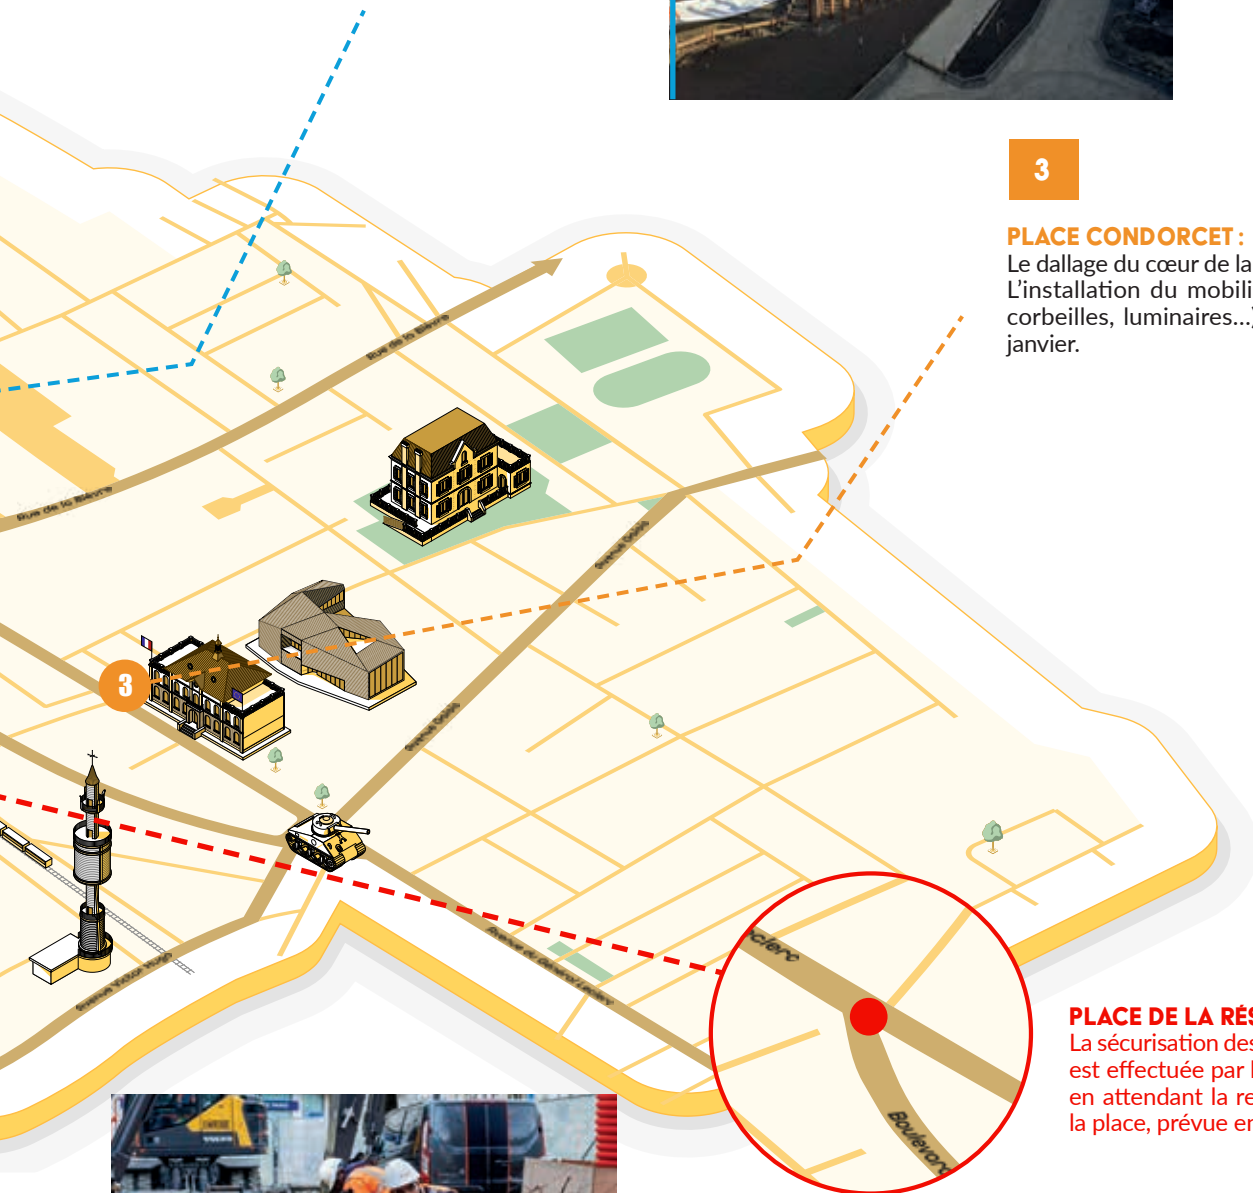 3
PLACE CONDORCET :
Le dallage du cœur de la
L'installation du mobili
corbeilles, luminaires...)
janvier.
Rue de la Bièvre
Rue de la Bièvre
Avenue
Avenue
3
Avenue Victor Hugo
Avenue du Général Leclerc
clerc
Boulevard
PLACE DE LA RÉS
La sécurisation des
est effectuée par l
en attendant la re
la place, prévue en
VOLVO